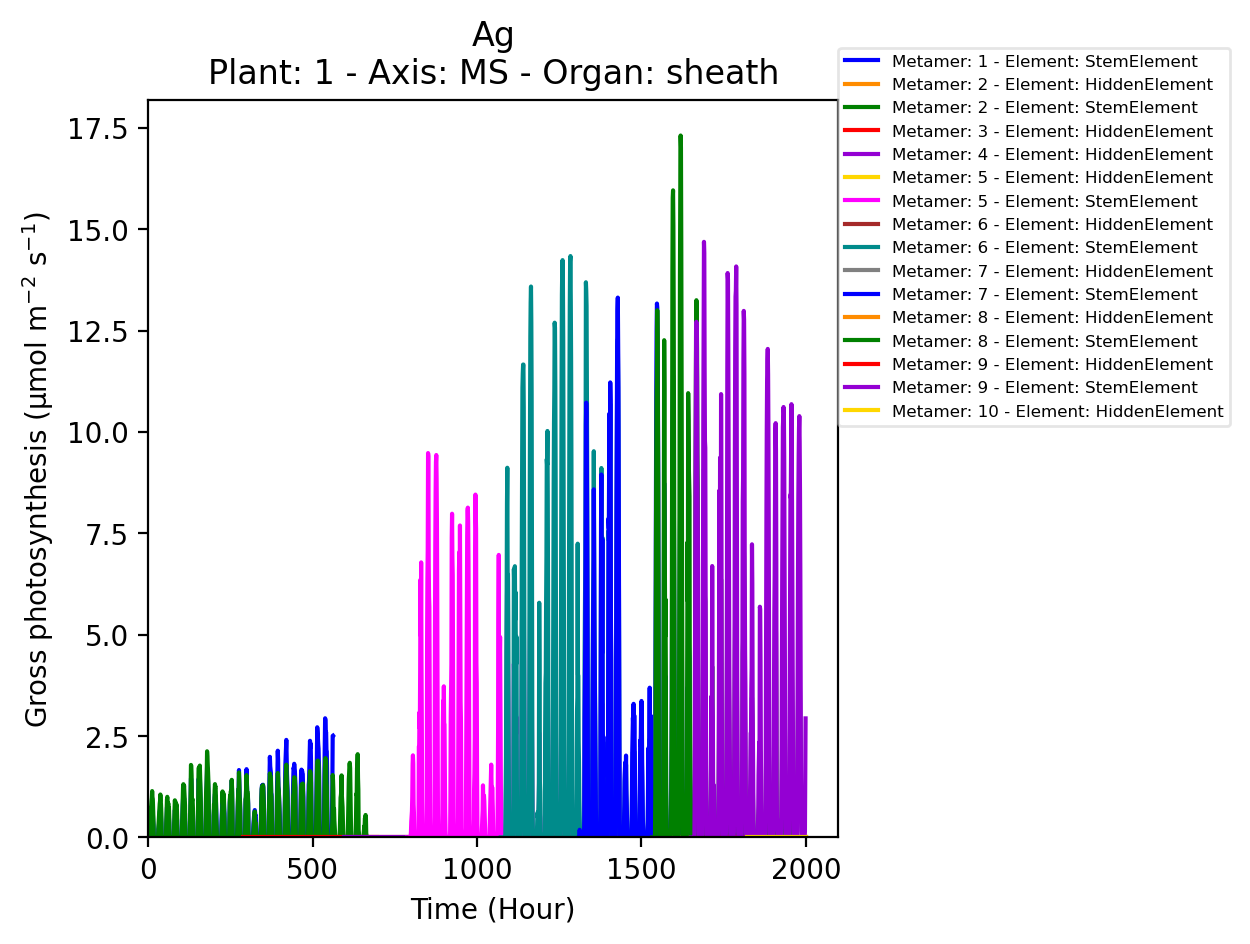 Ag
Plant: 1 - Axis: MS - Organ: sheath
Gross photosynthesis (µmol m⁻² s⁻¹)
17.5
15.0
12.5
10.0
7.5
5.0
2.5
0.0
0 500 1000 1500 2000
Time (Hour)
Metamer: 1 - Element: StemElement
Metamer: 2 - Element: HiddenElement
Metamer: 2 - Element: StemElement
Metamer: 3 - Element: HiddenElement
Metamer: 4 - Element: HiddenElement
Metamer: 5 - Element: HiddenElement
Metamer: 5 - Element: StemElement
Metamer: 6 - Element: HiddenElement
Metamer: 6 - Element: StemElement
Metamer: 7 - Element: HiddenElement
Metamer: 7 - Element: StemElement
Metamer: 8 - Element: HiddenElement
Metamer: 8 - Element: StemElement
Metamer: 9 - Element: HiddenElement
Metamer: 9 - Element: StemElement
Metamer: 10 - Element: HiddenElement